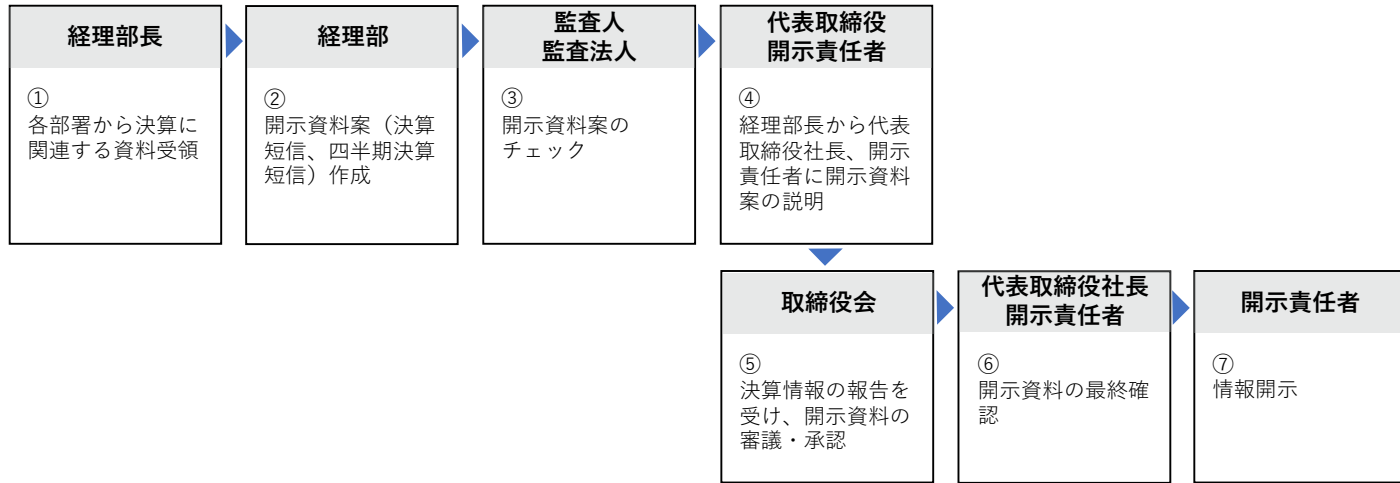 経理部長
①
各部署から決算に
関連する資料受領
経理部
②
開示資料案（決算
短信、四半期決算
短信）作成
監査人
監査法人
③
開示資料案の
チェック
代表取締役
開示責任者
④
経理部長から代表
取締役社長、開示
責任者に開示資料
案の説明
取締役会
⑤
決算情報の報告を
受け、開示資料の
審議・承認
代表取締役社長
開示責任者
⑥
開示資料の最終確
認
開示責任者
⑦
情報開示